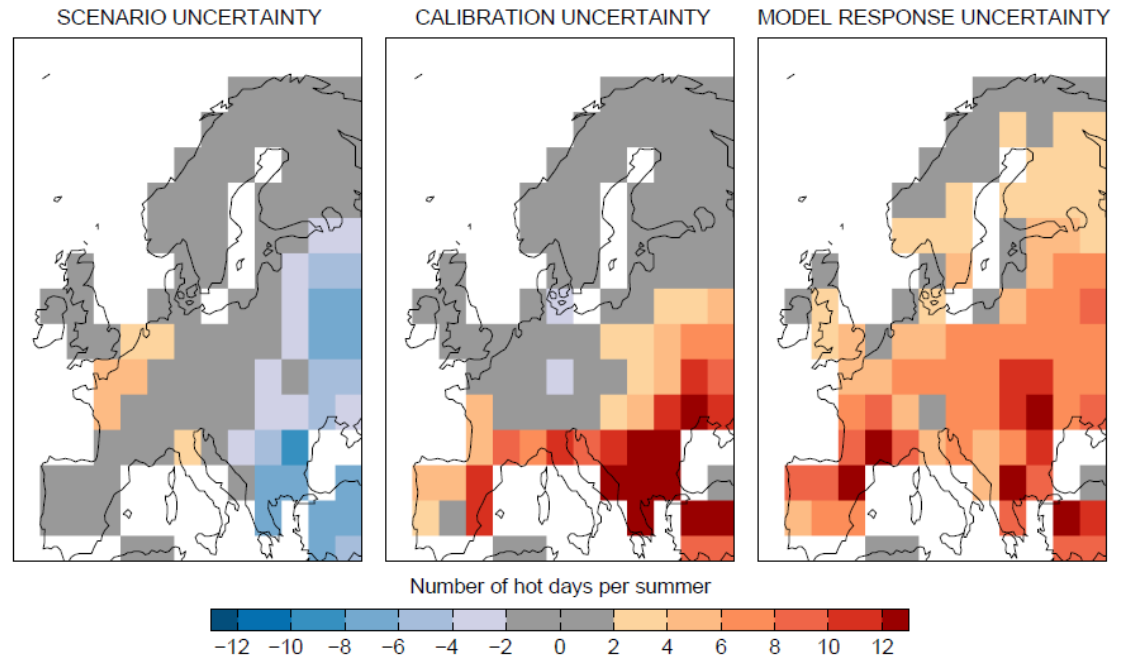 SCENARIO UNCERTAINTY CALIBRATION UNCERTAINTY MODEL RESPONSE UNCERTAINTY
Number of hot days per summer
−12 −10 −8 −6 −4 −2 0 2 4 6 8 10 12